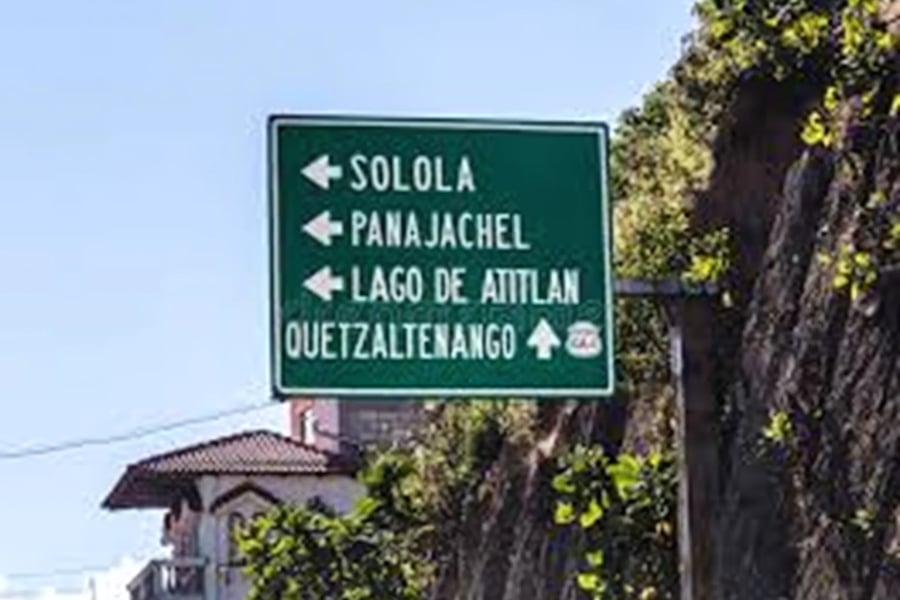 SOLOLA
PANAJACHEL
LAGO DE ATITLAN
QUETZALTENANGO